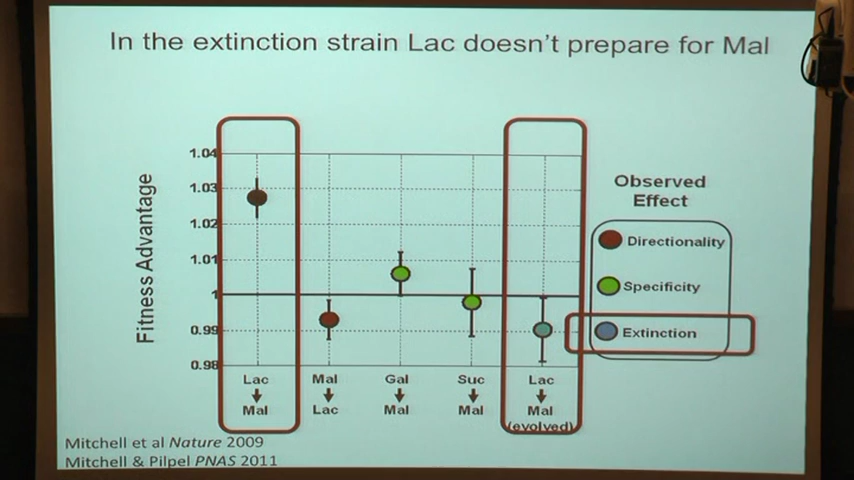 In the extinction strain Lac doesn't prepare for Mal
Fitness Advantage
1.04
1.03
1.02
1.01
1
0.99
0.98
Lac
Mal
Mal
Lac
Gal
Mal
Suc
Mal
Lac
Mal
(evolved)
Observed
Effect
Directionality
Specificity
Extinction
Mitchell et al Nature 2009
Mitchell & Pilpel PNAS 2011